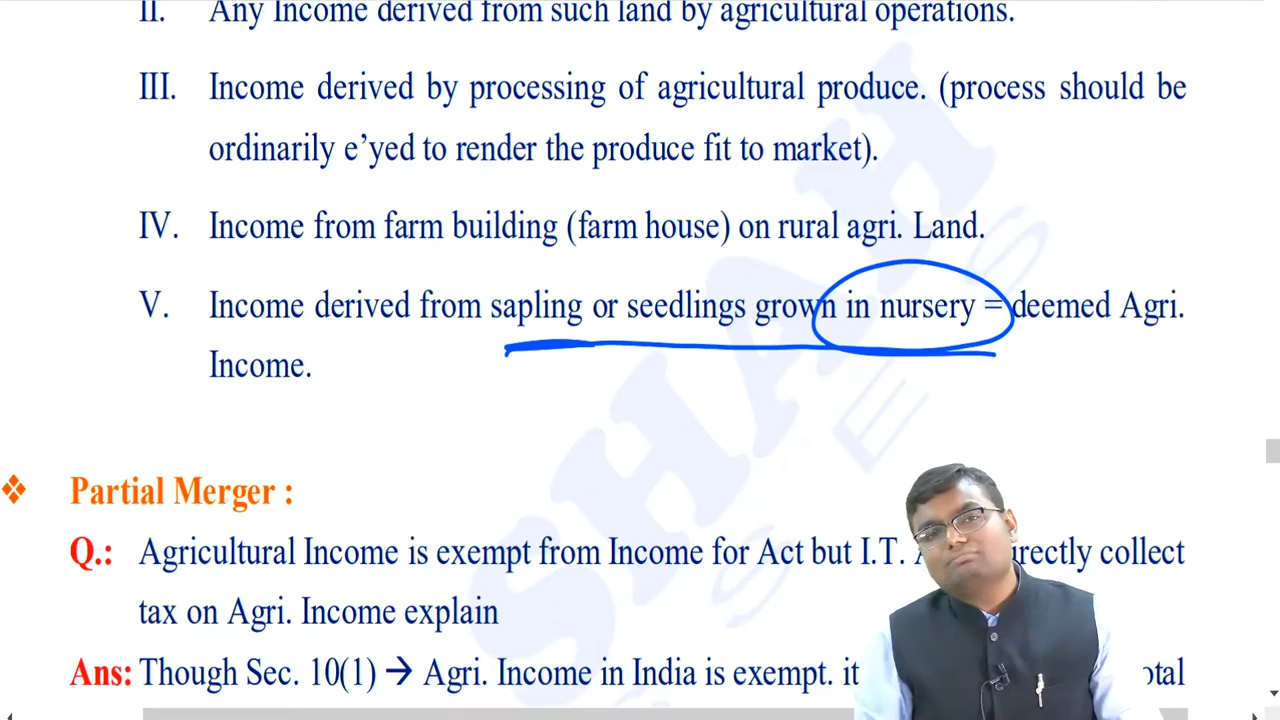 II. Any Income derived from such land by agricultural operations.
III. Income derived by processing of agricultural produce. (process should be
ordinarily e’yed to render the produce fit to market).
IV. Income from farm building (farm house) on rural agri. Land.
V. Income derived from sapling or seedlings grown in nursery = deemed Agri.
Income.
❖ Partial Merger :
Q.: Agricultural Income is exempt from Income for Act but I.T. collect
tax on Agri. Income explain
Ans: Though Sec. 10(1) → Agri. Income in India is exempt. it
SHAH